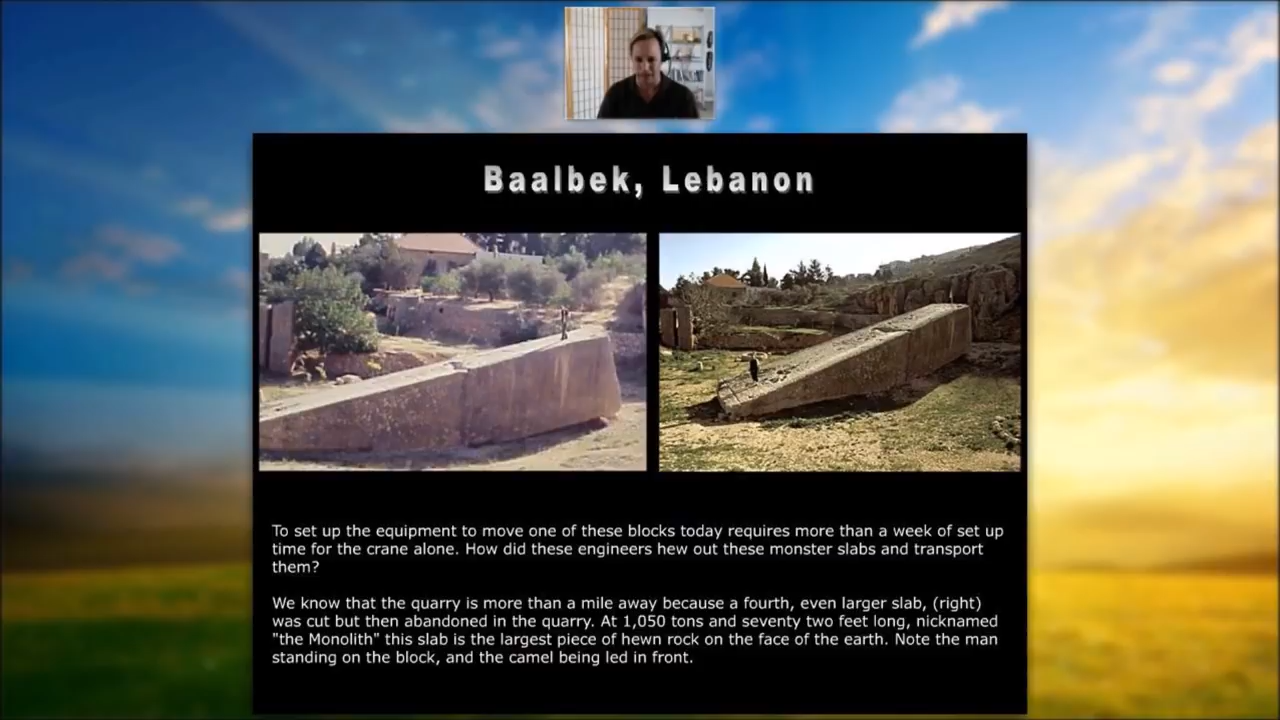 Baalbek, Lebanon
To set up the equipment to move one of these blocks today requires more than a week of set up
time for the crane alone. How did these engineers hew out these monster slabs and transport
them?
We know that the quarry is more than a mile away because a fourth, even larger slab, (right)
was cut but then abandoned in the quarry. At 1,050 tons and seventy two feet long, nicknamed
"the Monolith" this slab is the largest piece of hewn rock on the face of the earth. Note the man
standing on the block, and the camel being led in front.